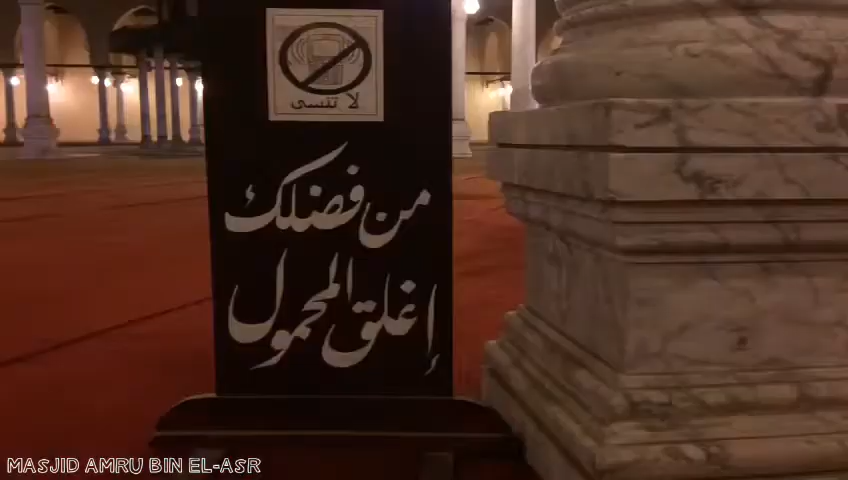 لا تنسى
من فضلك
إغلق المحمول
MASJID AMRU BIN EL-ASR